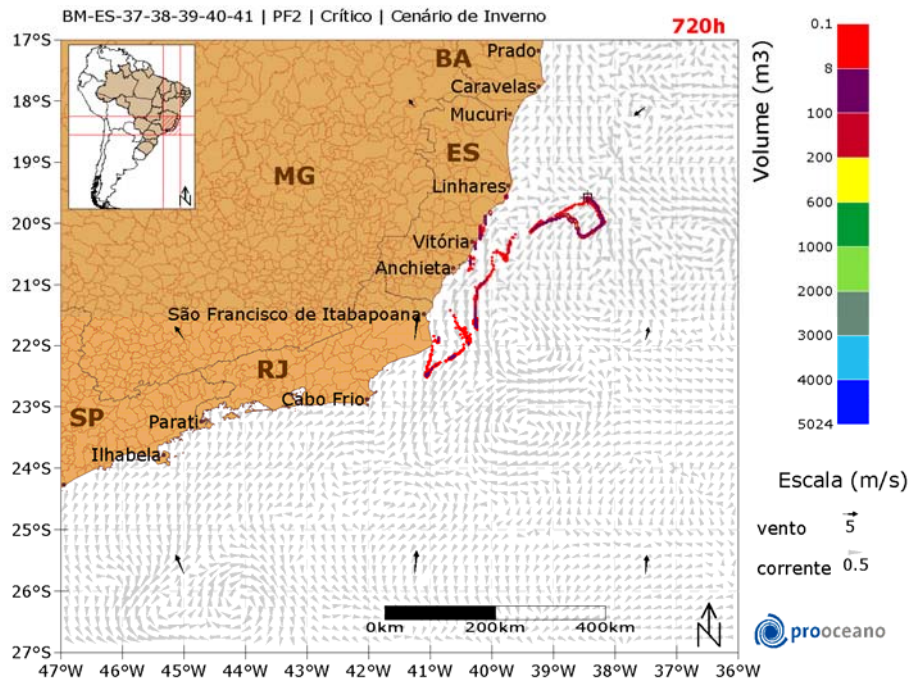 BM-ES-37-38-39-40-41 | PF2 | Crítico | Cenário de Inverno
720h
17°S
18°S
19°S
20°S
21°S
22°S
23°S
24°S
25°S
26°S
27°S
BA
Prado
Caravelas
Mucuri
ES
MG
Linhares
Vitória
Anchieta
São Francisco de Itabapoana
RJ
Cabo Frio
SP
Parati
Ilhabela
N
N
0km 200km 400km
47°W 46°W 45°W 44°W 43°W 42°W 41°W 40°W 39°W 38°W 37°W 36°W
Volume (m3)
0.1
8
100
200
600
1000
2000
3000
4000
5024
Escala (m/s)
vento 5
corrente 0.5
prooceano